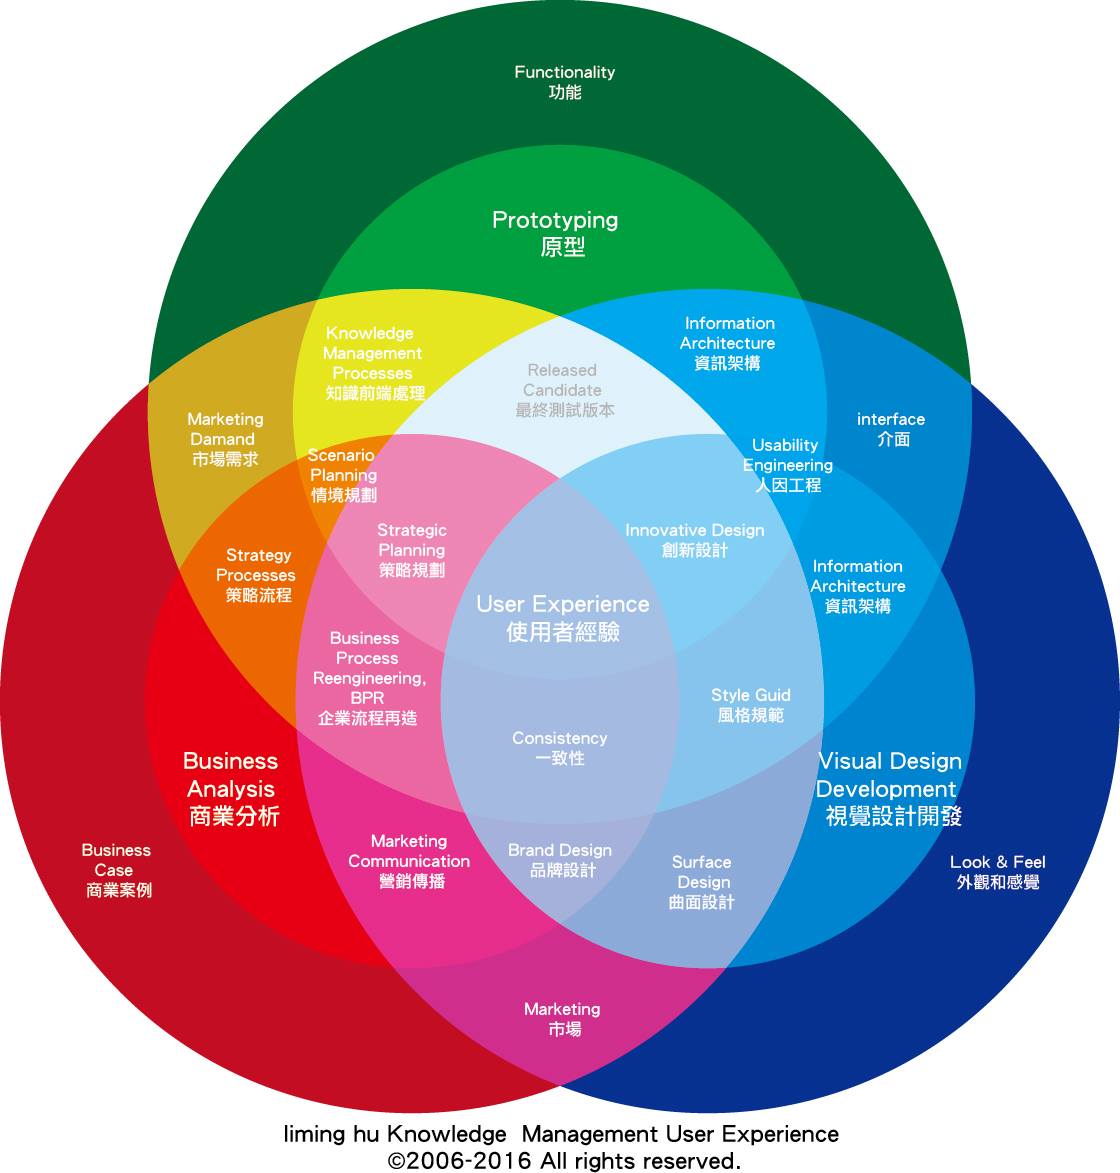 Functionality
功能
Prototyping
原型
Knowledge
Management
Processes
知識前端處理
Information
Architecture
資訊架構
Released
Candidate
最終測試版本
Marketing
Damand
市場需求
interface
介面
Scenario
Planning
情境規劃
Usability
Engineering
人因工程
Strategic
Planning
策略規劃
Innovative Design
創新設計
Strategy
Processes
策略流程
Information
Architecture
資訊架構
User Experience
使用者經驗
Business
Process
Reengineering,
BPR
企業流程再造
Style Guid
風格規範
Consistency
一致性
Business
Analysis
商業分析
Visual Design
Development
視覺設計開發
Business
Case
商業案例
Marketing
Communication
營銷傳播
Brand Design
品牌設計
Surface
Design
曲面設計
Look & Feel
外觀和感覺
Marketing
市場
liming hu Knowledge  Management User Experience
©2006-2016 All rights reserved.